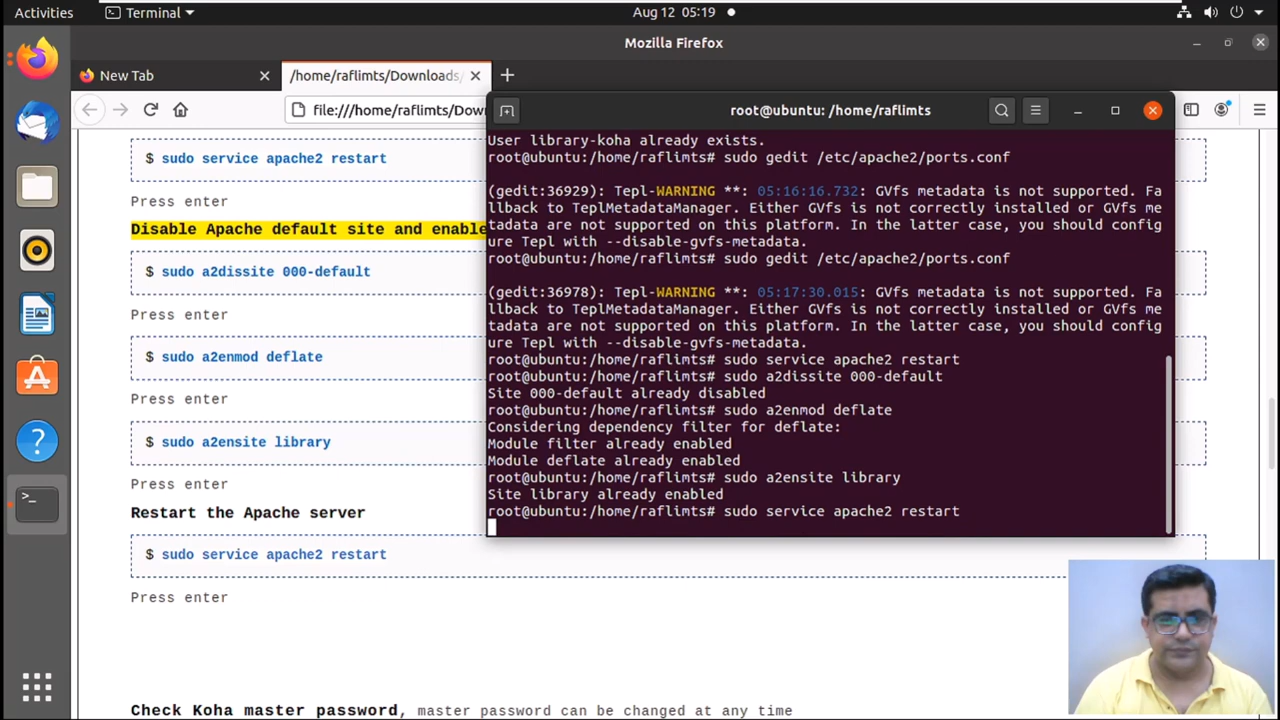 Activities
Terminal
Aug 12 05:19
Mozilla Firefox
New Tab
/home/raflimts/Downloads/
file:///home/raflimts/Dow
$ sudo service apache2 restart
Press enter
Disable Apache default site and enable
$ sudo a2dissite 000-default
Press enter
$ sudo a2enmod deflate
Press enter
$ sudo a2ensite library
Press enter
Restart the Apache server
$ sudo service apache2 restart
Press enter
Check Koha master password, master password can be changed at any time
root@ubuntu: /home/raflimts
User library-koha already exists.
root@ubuntu:/home/raflimts# sudo gedit /etc/apache2/ports.conf
(gedit:36929): Tepl-WARNING **: 05:16:16.732: GVfs metadata is not supported. Fa
llback to TeplMetadataManager. Either GVfs is not correctly installed or GVfs me
tadata are not supported on this platform. In the latter case, you should config
ure Tepl with --disable-gvfs-metadata.
root@ubuntu:/home/raflimts# sudo gedit /etc/apache2/ports.conf
(gedit:36978): Tepl-WARNING **: 05:17:30.015: GVfs metadata is not supported. Fa
llback to TeplMetadataManager. Either GVfs is not correctly installed or GVfs me
tadata are not supported on this platform. In the latter case, you should config
ure Tepl with --disable-gvfs-metadata.
root@ubuntu:/home/raflimts# sudo service apache2 restart
root@ubuntu:/home/raflimts# sudo a2dissite 000-default
Site 000-default already disabled
root@ubuntu:/home/raflimts# sudo a2enmod deflate
Considering dependency filter for deflate:
Module filter already enabled
Module deflate already enabled
root@ubuntu:/home/raflimts# sudo a2ensite library
Site library already enabled
root@ubuntu:/home/raflimts# sudo service apache2 restart